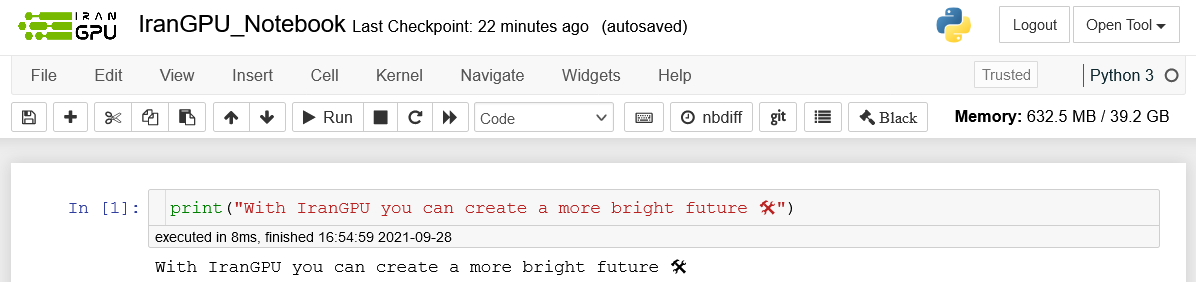 IRAN
GPU
IranGPU_Notebook Last Checkpoint: 22 minutes ago (autosaved)
Logout
Open Tool
File Edit View Insert Cell Kernel Navigate Widgets Help
Trusted
Python 3
Run
Code
nbdiff
git
Black
Memory: 632.5 MB / 39.2 GB
In [1]: print("With IranGPU you can create a more bright future 🛠")
executed in 8ms, finished 16:54:59 2021-09-28
With IranGPU you can create a more bright future 🛠